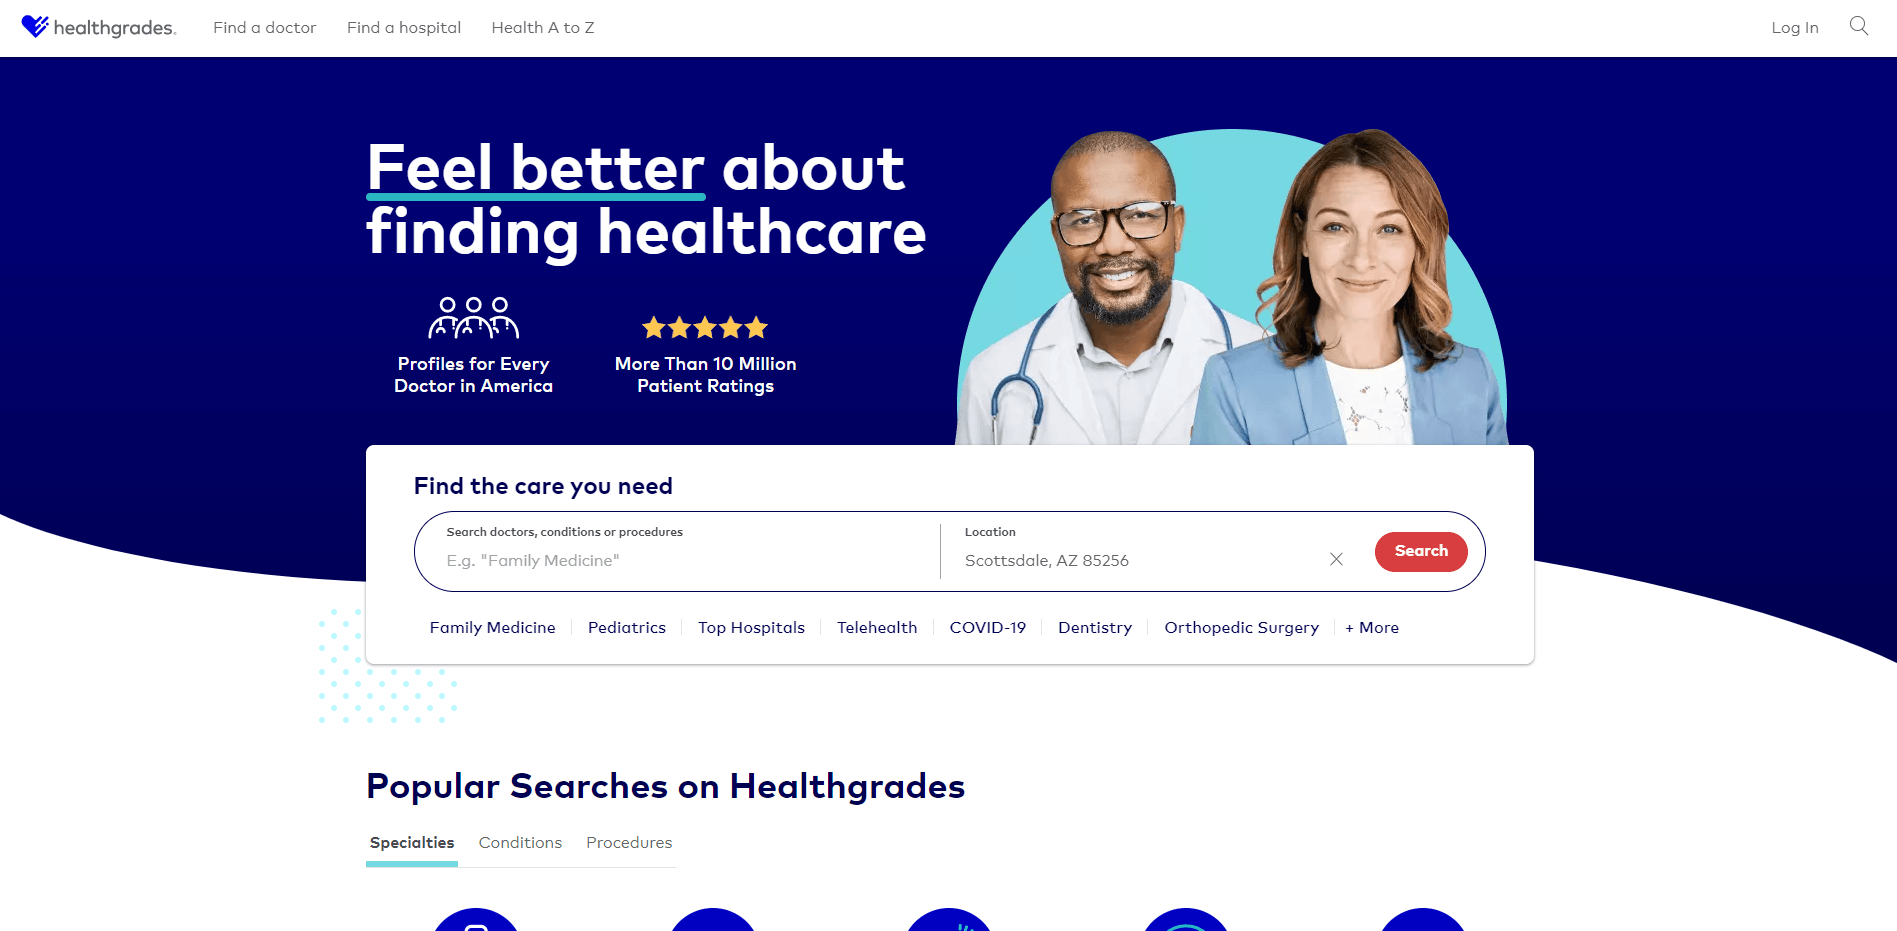 healthgrades.
Find a doctor
Find a hospital
Health A to Z
Log In
Feel better about
finding healthcare
Profiles for Every
Doctor in America
More Than 10 Million
Patient Ratings
Find the care you need
Search doctors, conditions or procedures
E.g. "Family Medicine"
Location
Scottsdale, AZ 85256
Search
Family Medicine
Pediatrics
Top Hospitals
Telehealth
COVID-19
Dentistry
Orthopedic Surgery
+ More
Popular Searches on Healthgrades
Specialties
Conditions
Procedures